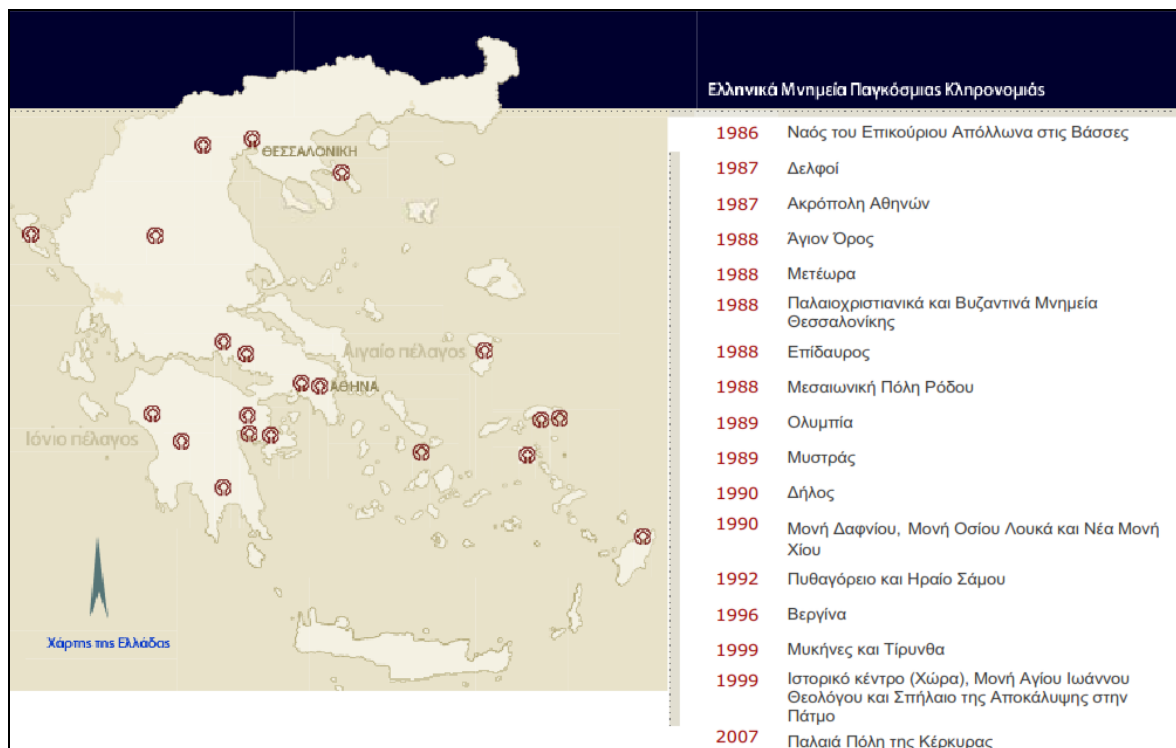 Ελληνικά Μνημεία Παγκόσμιας Κληρονομιάς
ΘΕΣΣΑΛΟΝΙΚΗ
Αιγαίο πέλαγος
ΑΘΗΝΑ
Ιόνιο πέλαγος
Χάρτης της Ελλάδας
1986 Ναός του Επικούριου Απόλλωνα στις Βάσσες
1987 Δελφοί
1987 Ακρόπολη Αθηνών
1988 Άγιον Όρος
1988 Μετέωρα
1988 Παλαιοχριστιανικά και Βυζαντινά Μνημεία
Θεσσαλονίκης
1988 Επίδαυρος
1988 Μεσαιωνική Πόλη Ρόδου
1989 Ολυμπία
1989 Μυστράς
1990 Δήλος
1990 Μονή Δαφνίου, Μονή Οσίου Λουκά και Νέα Μονή
Χίου
1992 Πυθαγόρειο και Ηραίο Σάμου
1996 Βεργίνα
1999 Μυκήνες και Τίρυνθα
1999 Ιστορικό κέντρο (Χώρα), Μονή Αγίου Ιωάννου
Θεολόγου και Σπήλαιο της Αποκάλυψης στην
Πάτμο
2007 Παλαιά Πόλη της Κέρκυρας